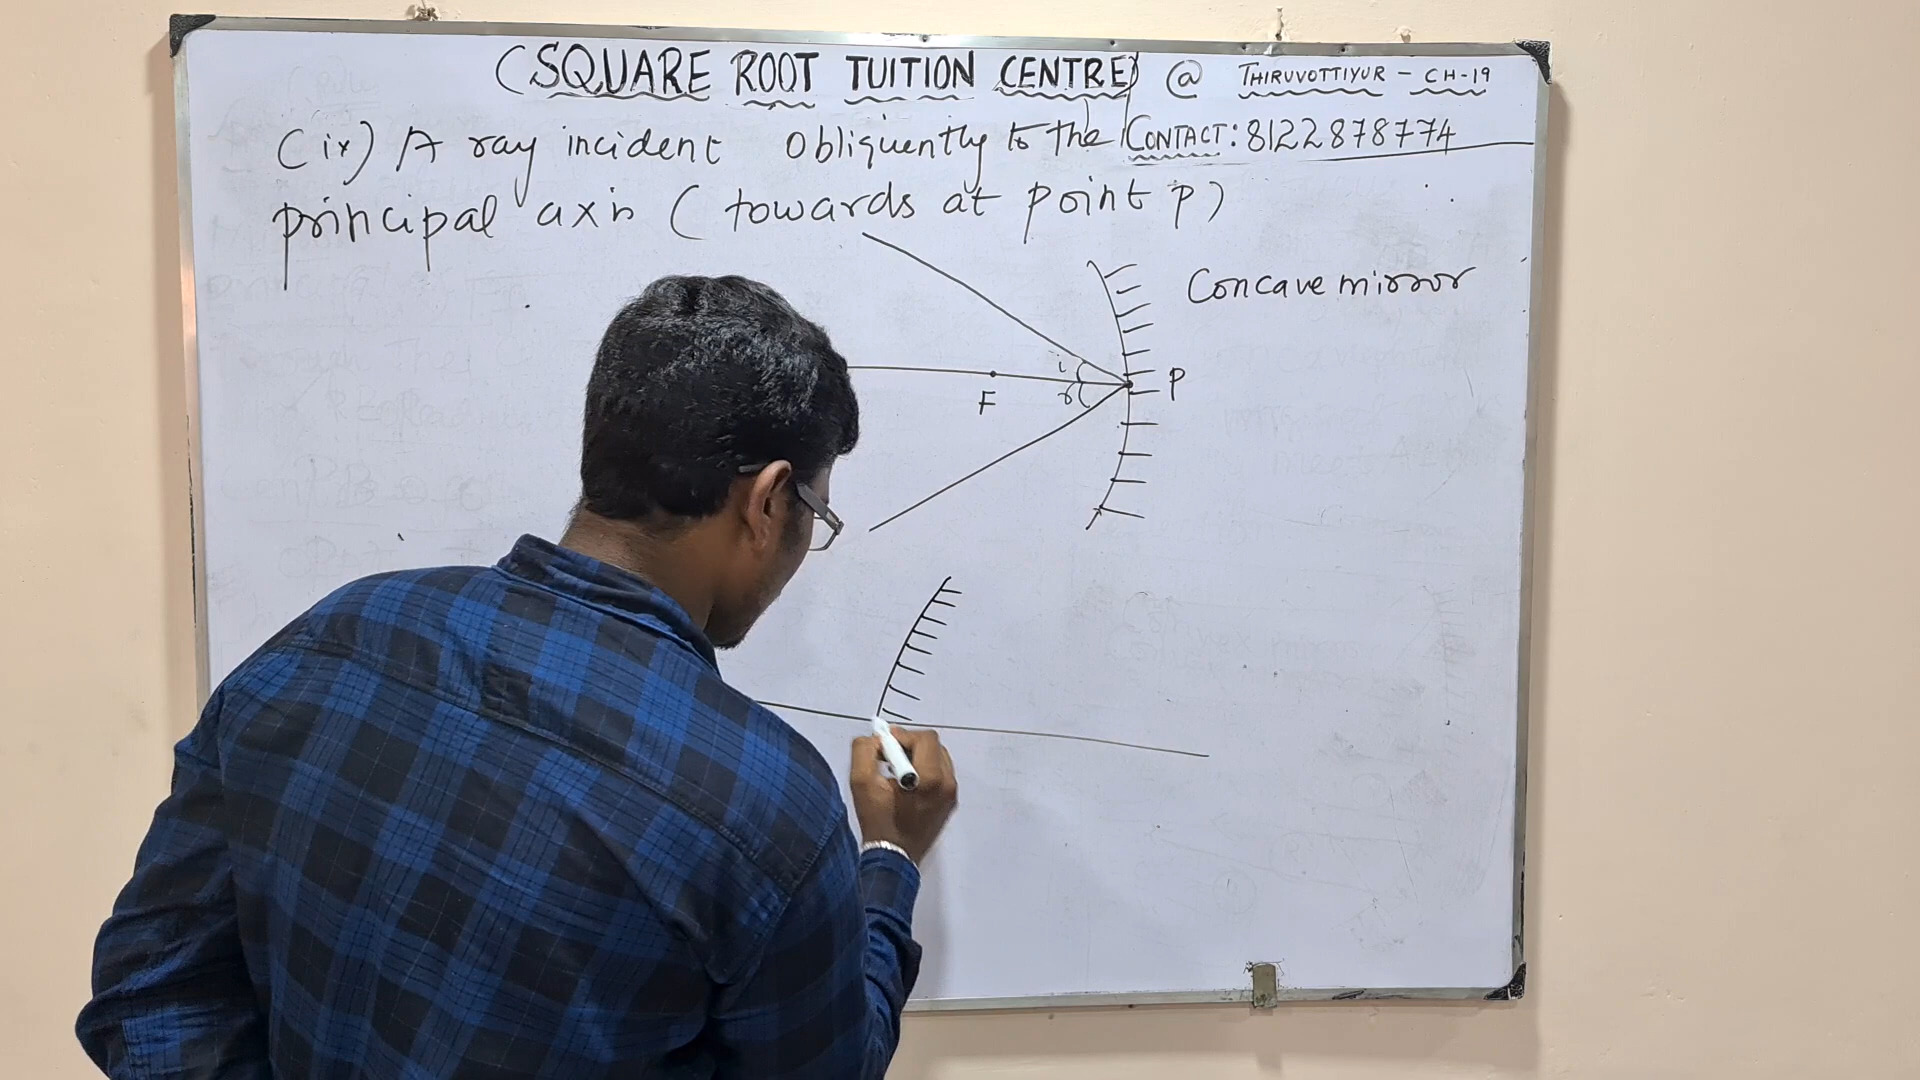 (SQUARE ROOT TUITION CENTRE) @ THIRUVOTTIYUR - CH-19
(ix) A ray incident obliquently to the CONTACT: 8122878774
principal axis (towards at point p)
Concave mirror
i
F
r
P